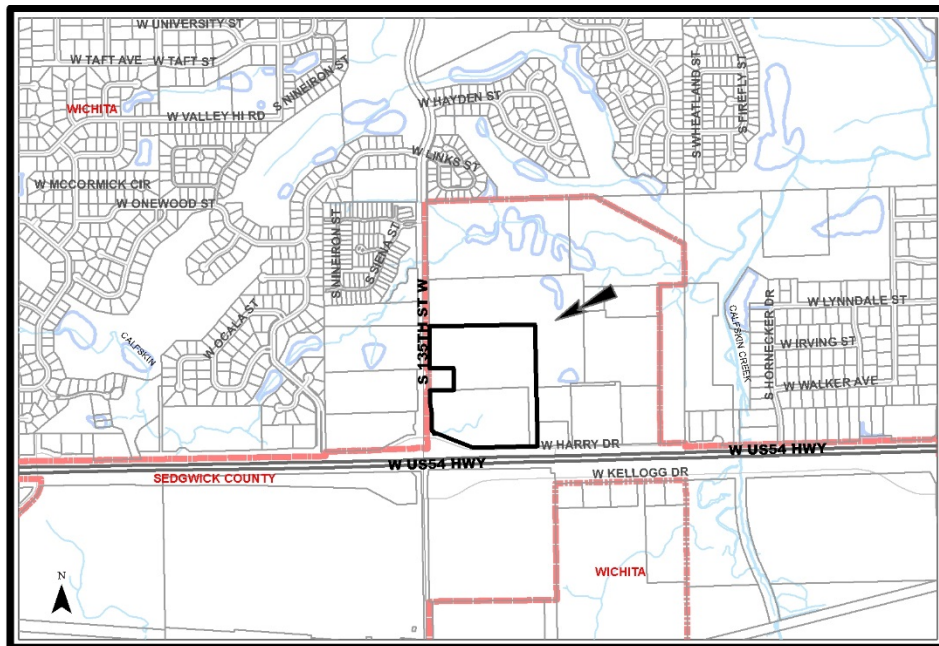 W UNIVERSITY ST
W TAFT AVE
W TAFT ST
S NINEIRON ST
WICHITA
W VALLEY HI RD
W HAYDEN ST
S WHEATLAND ST
S FIREFLY ST
W LINKS ST
W MCCORMICK CIR
W ONEWOOD ST
S NINEIRON ST
S SIENA ST
S 135TH ST W
W OCALA ST
CALFSKIN
CALFSKIN CREEK
S HORNECKER DR
W LYNNDALE ST
W IRVING ST
W WALKER AVE
W HARRY DR
W US54 HWY
W US54 HWY
SEDGWICK COUNTY
W KELLOGG DR
WICHITA
N